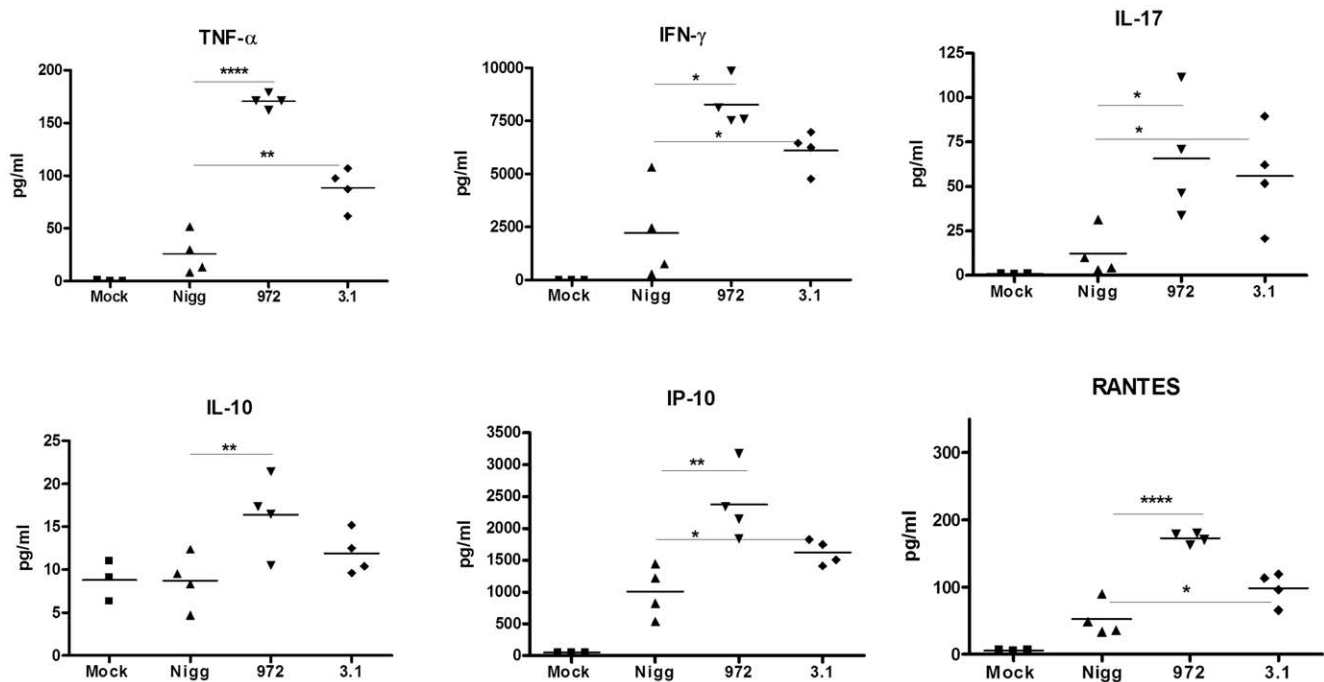 TNF-α
200
****
150
pg/ml
100
**
50
0
Mock Nigg 972 3.1
IFN-γ
10000
*
7500
*
pg/ml
5000
2500
0
Mock Nigg 972 3.1
IL-17
125
100
*
75
*
pg/ml
50
25
0
Mock Nigg 972 3.1
IL-10
25
**
20
15
pg/ml
10
5
0
Mock Nigg 972 3.1
IP-10
3500
3000
**
2500
2000
*
pg/ml
1500
1000
500
0
Mock Nigg 972 3.1
RANTES
300
****
200
pg/ml
100
*
0
Mock Nigg 972 3.1